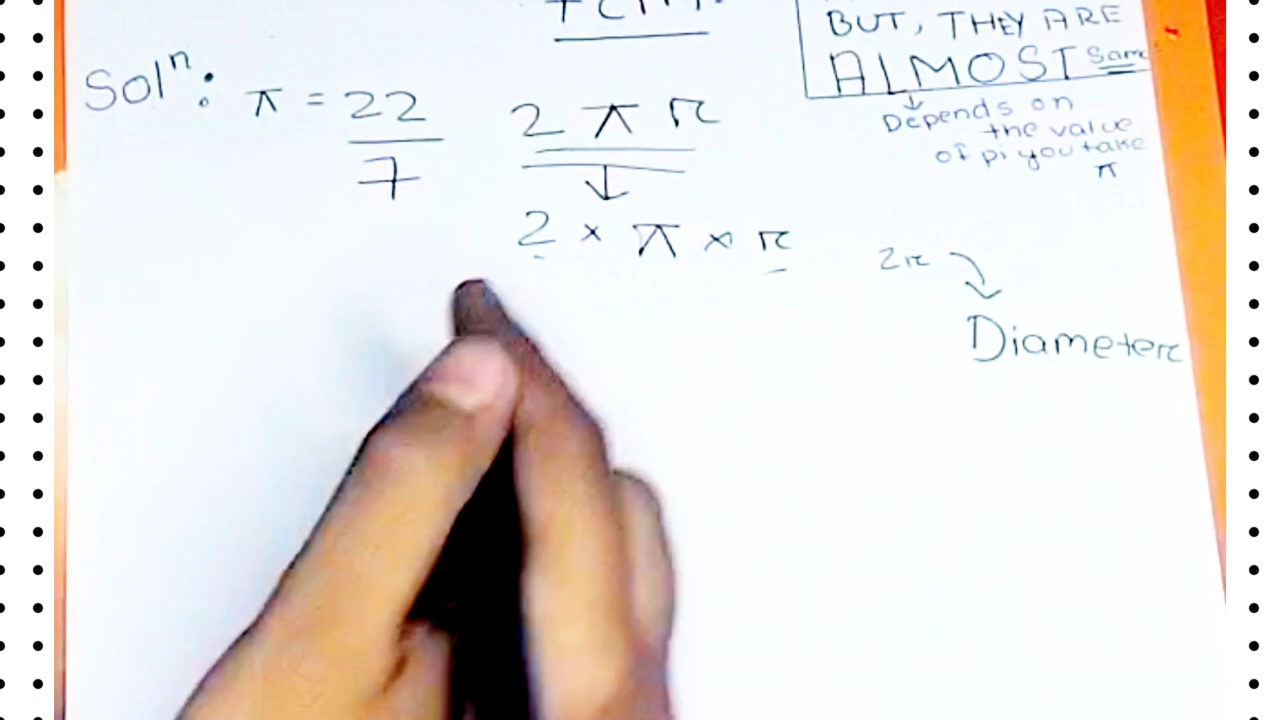 BUT, THEY ARE
ALMOST Same
Depends on
the value
of pi you take
π
Solⁿ: π = 22/7
2 π r
2 × π × r
2r
Diameter